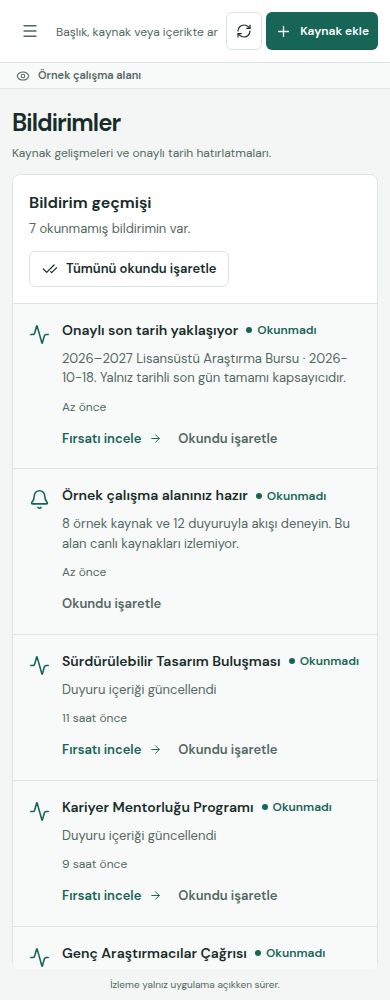 Başlık, kaynak veya içerikte ar
Kaynak ekle
Örnek çalışma alanı
Bildirimler
Kaynak gelişmeleri ve onaylı tarih hatırlatmaları.
Bildirim geçmişi
7 okunmamış bildirimin var.
Tümünü okundu işaretle
Onaylı son tarih yaklaşıyor Okunmadı
2026–2027 Lisansüstü Araştırma Bursu · 2026-
10-18. Yalnız tarihli son gün tamamı kapsayıcıdır.
Az önce
Fırsatı incele → Okundu işaretle
Örnek çalışma alanınız hazır Okunmadı
8 örnek kaynak ve 12 duyuruyla akışı deneyin. Bu
alan canlı kaynakları izlemiyor.
Az önce
Okundu işaretle
Sürdürülebilir Tasarım Buluşması Okunmadı
Duyuru içeriği güncellendi
11 saat önce
Fırsatı incele → Okundu işaretle
Kariyer Mentorluğu Programı Okunmadı
Duyuru içeriği güncellendi
9 saat önce
Fırsatı incele → Okundu işaretle
Genç Araştırmacılar Çağrısı Okunmadı
İzleme yalnız uygulama açıkken sürer.